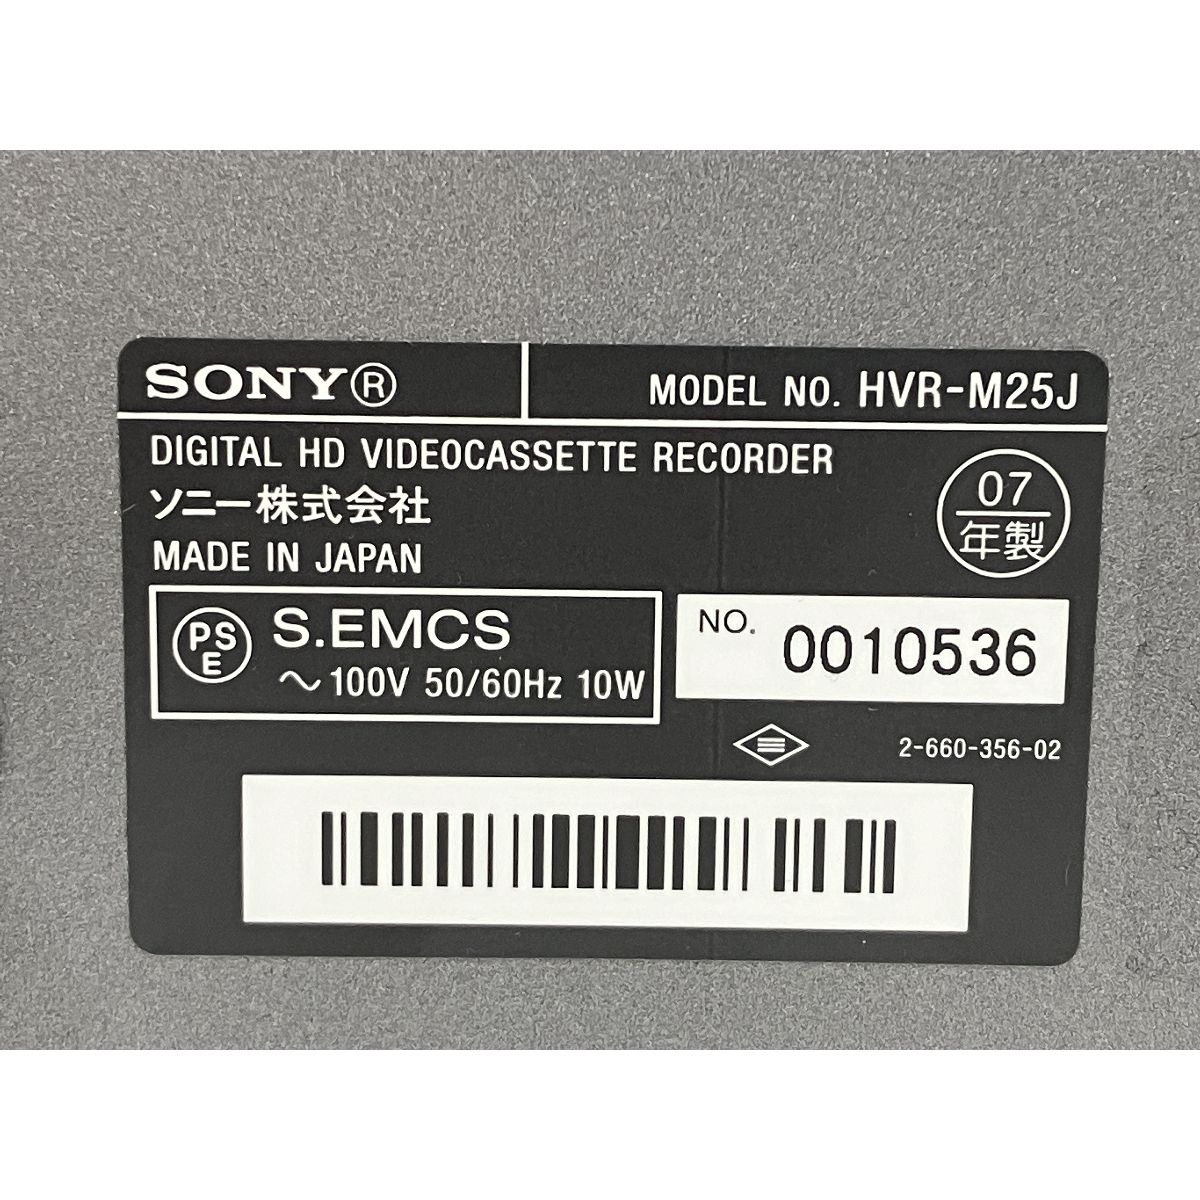 SONY®
MODEL NO. HVR-M25J
DIGITAL HD VIDEOCASSETTE RECORDER
ソニー株式会社
MADE IN JAPAN
07
年製
PSE
S.EMCS
～100V 50/60Hz 10W
NO. 0010536
2-660-356-02